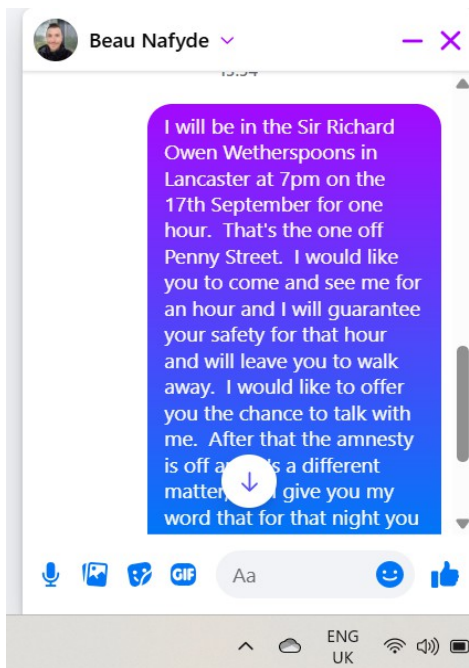 Beau Nafyde
I will be in the Sir Richard
Owen Wetherspoons in
Lancaster at 7pm on the
17th September for one
hour.  That's the one off
Penny Street.  I would like
you to come and see me for
an hour and I will guarantee
your safety for that hour
and will leave you to walk
away.  I would like to offer
you the chance to talk with
me.  After that the amnesty
is off a different
matter give you my
word that for that night you
GIF
Aa
ENG
UK